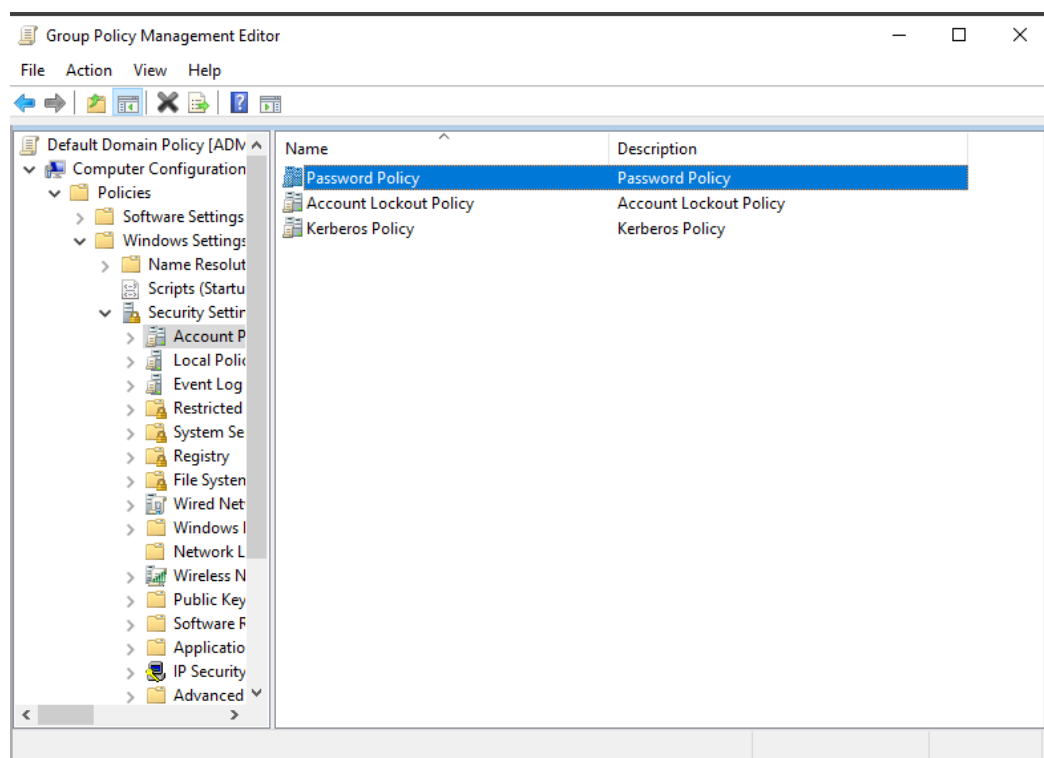 Group Policy Management Editor
File Action View Help
Default Domain Policy [ADM
Computer Configuration
Policies
Software Settings
Windows Settings
Name Resolut
Scripts (Startu
Security Settin
Account P
Local Polic
Event Log
Restricted
System Se
Registry
File System
Wired Net
Windows I
Network L
Wireless N
Public Key
Software R
Applicatio
IP Security
Advanced
Name Description
Password Policy Password Policy
Account Lockout Policy Account Lockout Policy
Kerberos Policy Kerberos Policy